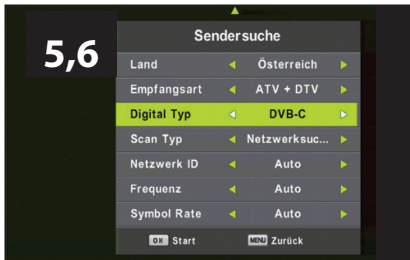 5,6
Sendersuche
Land Österreich
Empfangsart ATV + DTV
Digital Typ DVB-C
Scan Typ Netzwerksuc...
Netzwerk ID Auto
Frequenz Auto
Symbol Rate Auto
OK Start MENU Zurück